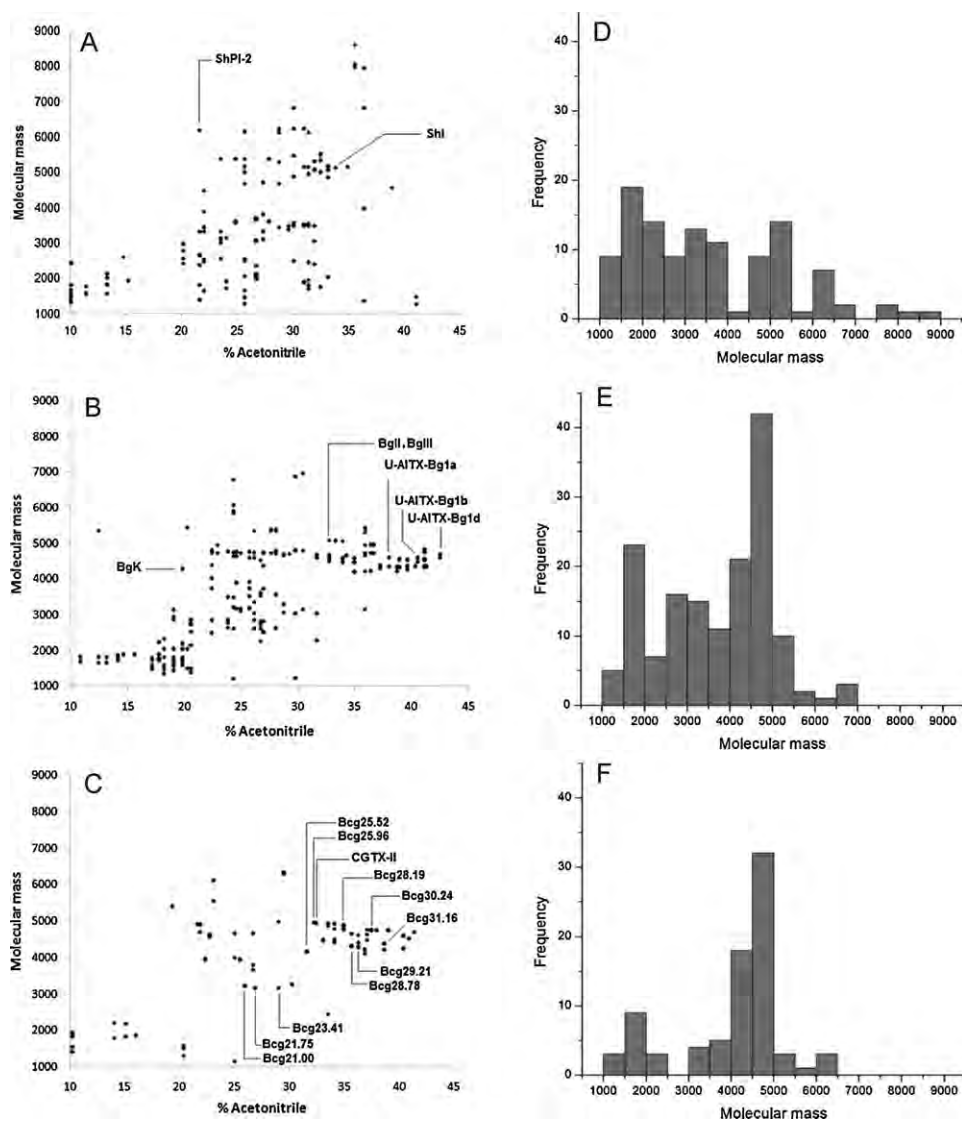 A
9000
8000
7000
6000
5000
4000
3000
2000
1000
Molecular mass
ShPI-2
ShI
10 15 20 25 30 35 40 45
% Acetonitrile
D
40
30
20
10
0
Frequency
1000 2000 3000 4000 5000 6000 7000 8000 9000
Molecular mass
B
9000
8000
7000
6000
5000
4000
3000
2000
1000
Molecular mass
BgII, BgIII
U-AITX-Bg1a
U-AITX-Bg1b
U-AITX-Bg1d
BgK
10 15 20 25 30 35 40 45
% Acetonitrile
E
40
30
20
10
0
Frequency
1000 2000 3000 4000 5000 6000 7000 8000 9000
Molecular mass
C
9000
8000
7000
6000
5000
4000
3000
2000
1000
Molecular mass
Bcg25.52
Bcg25.96
CGTX-II
Bcg28.19
Bcg30.24
Bcg31.16
Bcg29.21
Bcg28.78
Bcg23.41
Bcg21.75
Bcg21.00
10 15 20 25 30 35 40 45
% Acetonitrile
F
40
30
20
10
0
Frequency
1000 2000 3000 4000 5000 6000 7000 8000 9000
Molecular mass